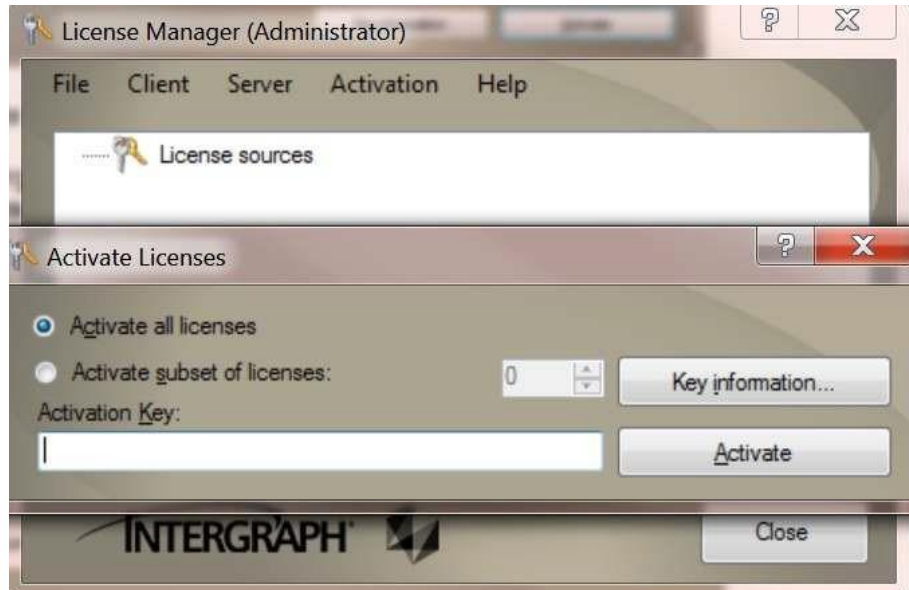 License Manager (Administrator)
File Client Server Activation Help
License sources
Activate Licenses
Activate all licenses
Activate subset of licenses: 0
Key information...
Activation Key:
Activate
INTERGRAPH
Close